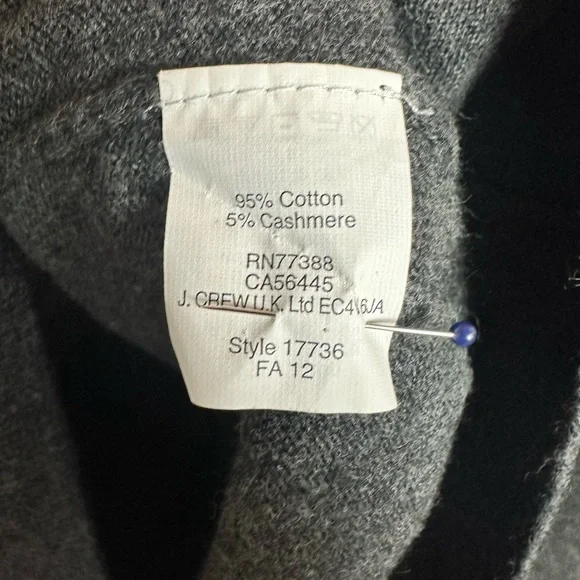 95% Cotton
5% Cashmere
RN77388
CA56445
J. CREW U.K. Ltd EC4 6JA
Style 17736
FA 12